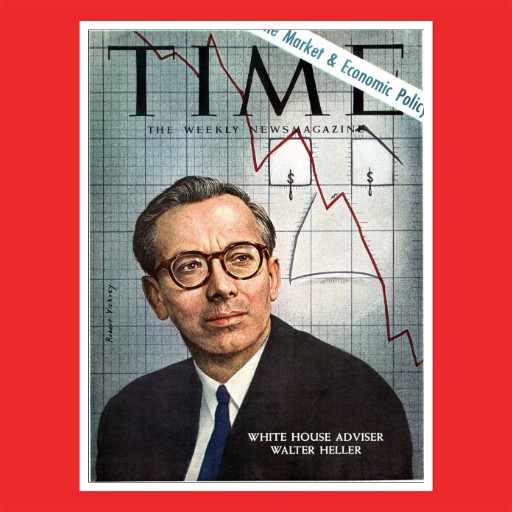 Market & Economic Policy
TIME
THE WEEKLY NEWSMAGAZINE
$ $
Robert Vickrey
WHITE HOUSE ADVISER
WALTER HELLER